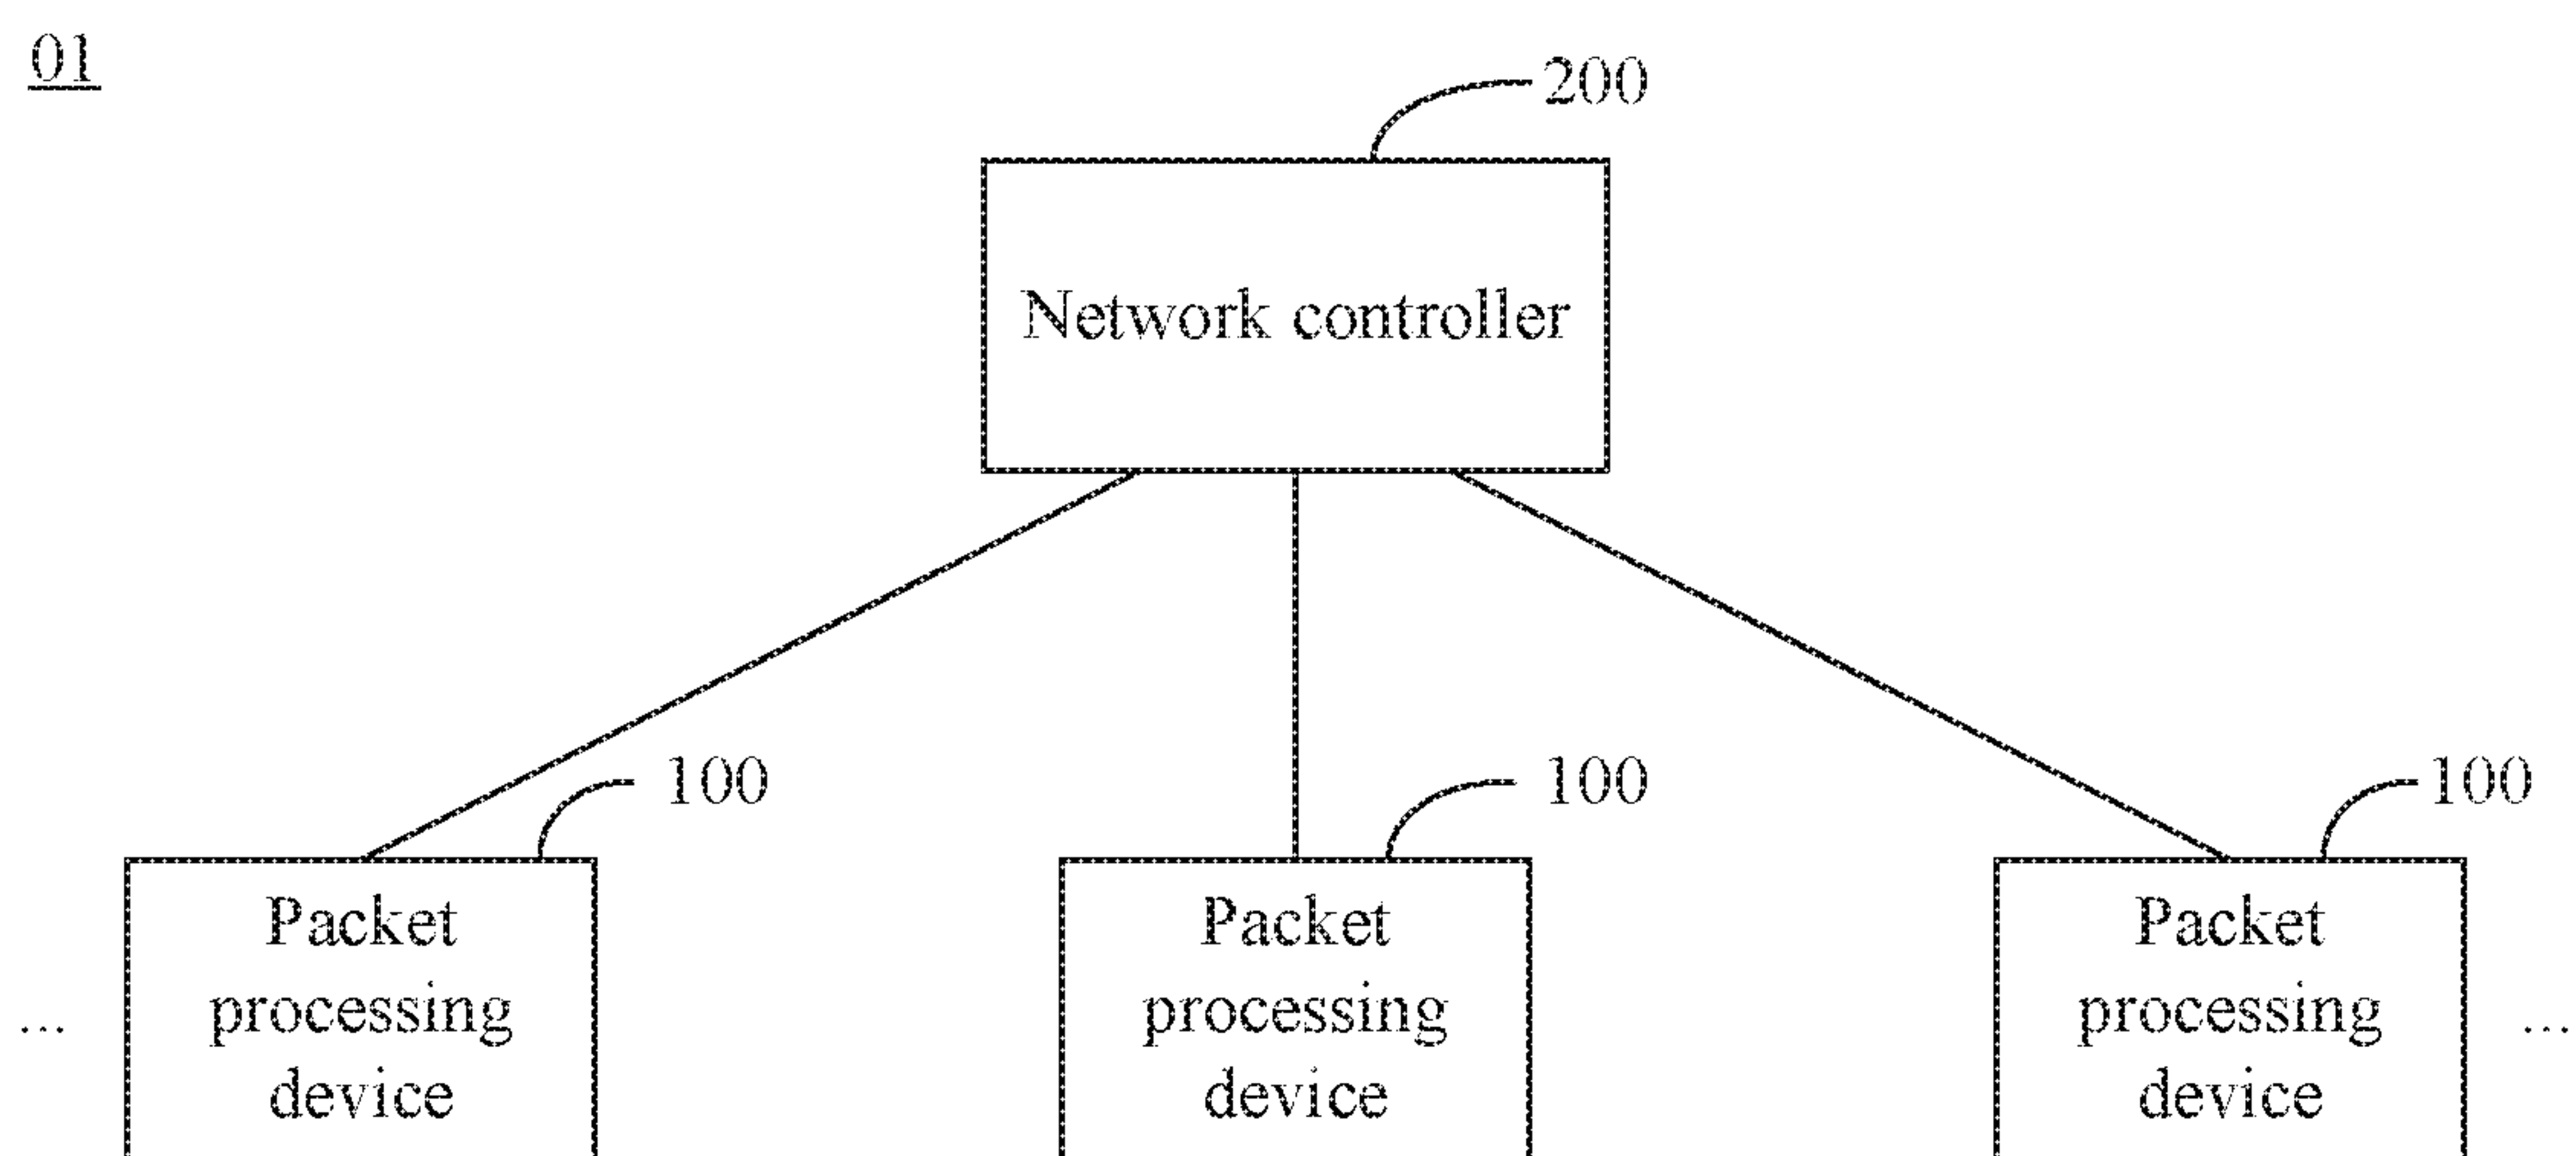 01
200
Network controller
100
100
100
Packet
processing
device
Packet
processing
device
Packet
processing
device
...
...